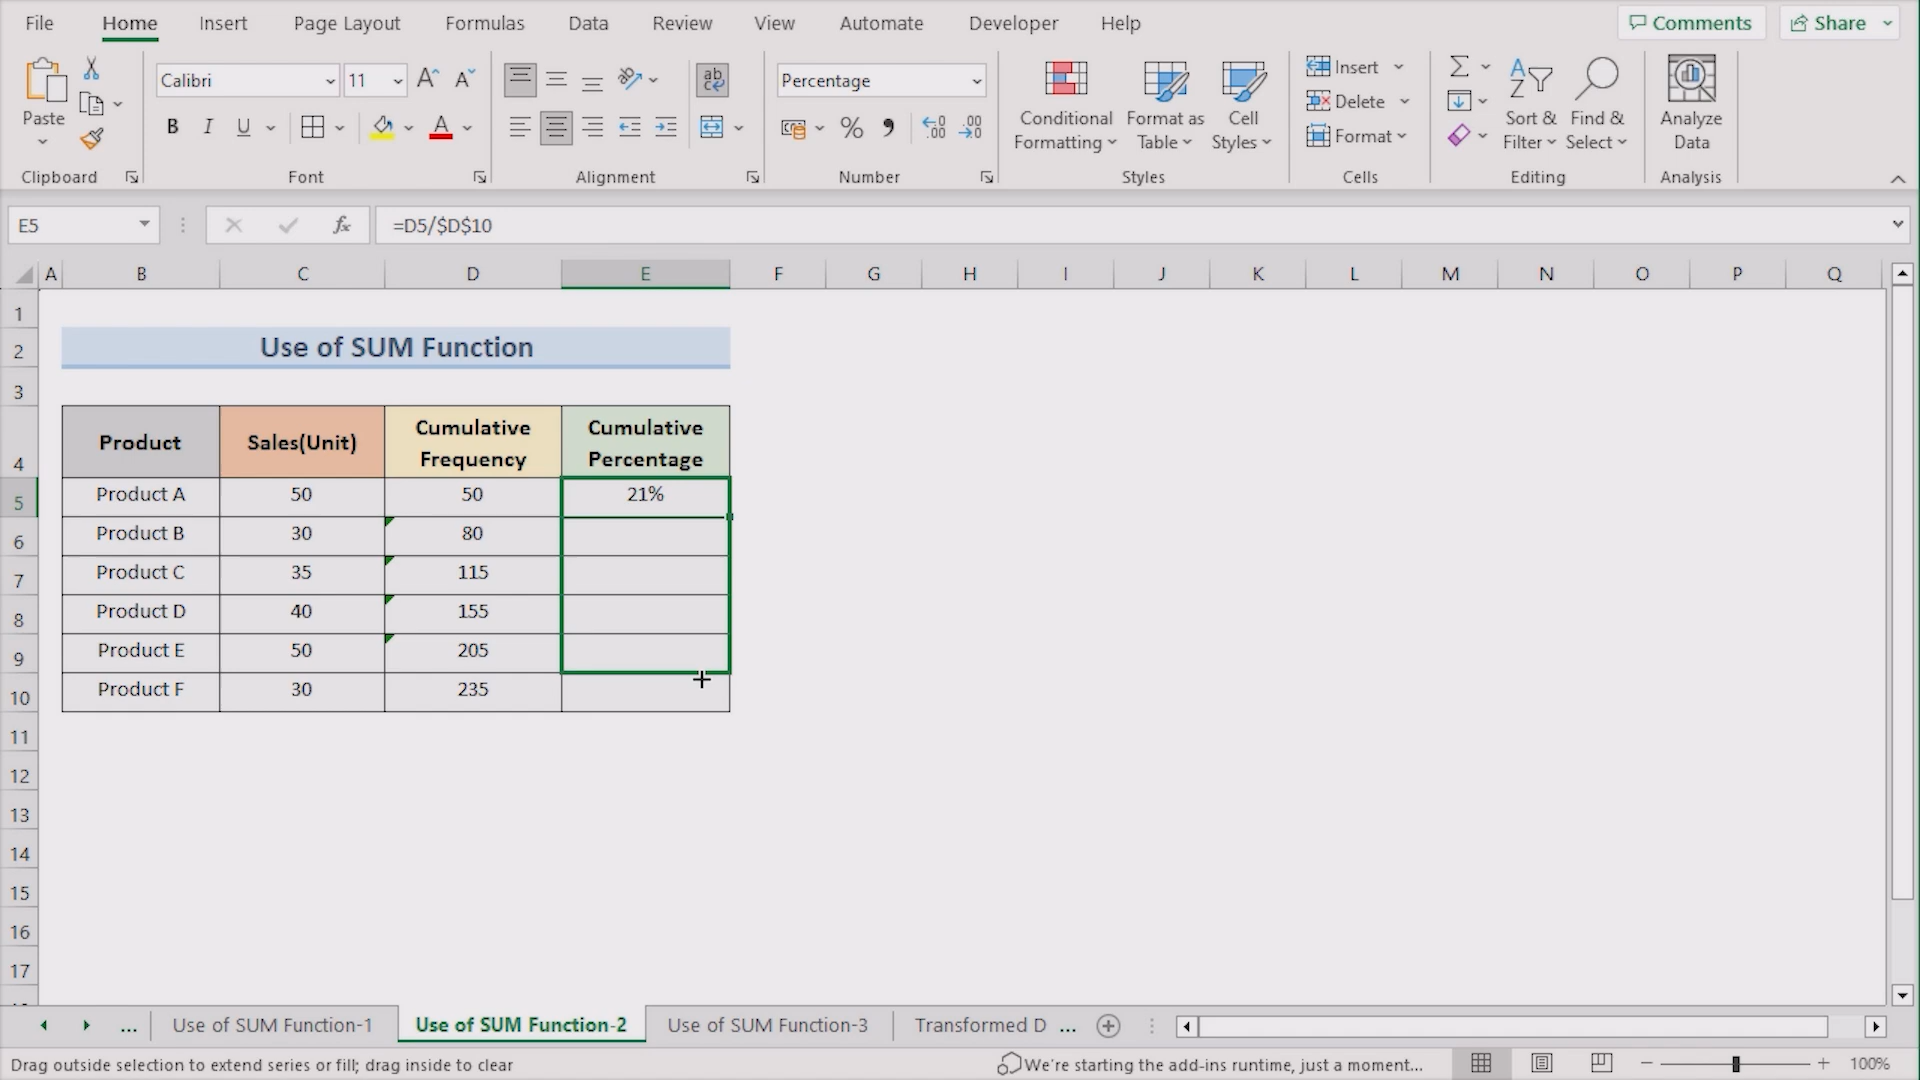 File Home Insert Page Layout Formulas Data Review View Automate Developer Help Comments Share
Paste
Clipboard
Calibri 11
B I U A
Font
ab
Alignment
Percentage
% 9 .00
Number
Conditional Formatting
Format as Table
Cell Styles
Styles
Insert
Delete
Format
Cells
Sort & Filter
Find & Select
Editing
Analyze Data
Analysis
E5 fx =D5/$D$10
A B C D E F G H I J K L M N O P Q
1
2 Use of SUM Function
3
4 Product Sales(Unit) Cumulative Frequency Cumulative Percentage
5 Product A 50 50 21%
6 Product B 30 80
7 Product C 35 115
8 Product D 40 155
9 Product E 50 205
10 Product F 30 235
11
12
13
14
15
16
17
... Use of SUM Function-1 Use of SUM Function-2 Use of SUM Function-3 Transformed D ...
Drag outside selection to extend series or fill; drag inside to clear We're starting the add-ins runtime, just a moment... 100%